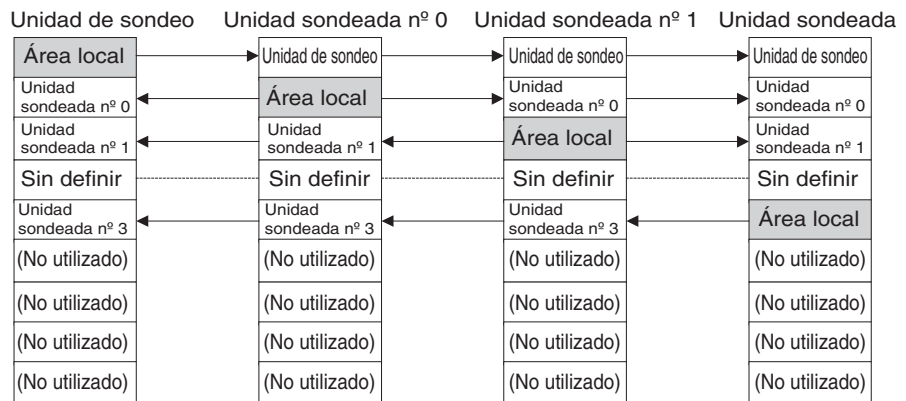 Unidad de sondeo Unidad sondeada nº 0 Unidad sondeada nº 1 Unidad sondeada
Área local Unidad de sondeo Unidad de sondeo Unidad de sondeo
Unidad
sondeada nº 0
Área local
Unidad
sondeada nº 0
Unidad
sondeada nº 0
Unidad
sondeada nº 1
Unidad
sondeada nº 1
Área local
Unidad
sondeada nº 1
Sin definir Sin definir Sin definir Sin definir
Unidad
sondeada nº 3
Unidad
sondeada nº 3
Unidad
sondeada nº 3
Área local
(No utilizado) (No utilizado) (No utilizado) (No utilizado)
(No utilizado) (No utilizado) (No utilizado) (No utilizado)
(No utilizado) (No utilizado) (No utilizado) (No utilizado)
(No utilizado) (No utilizado) (No utilizado) (No utilizado)